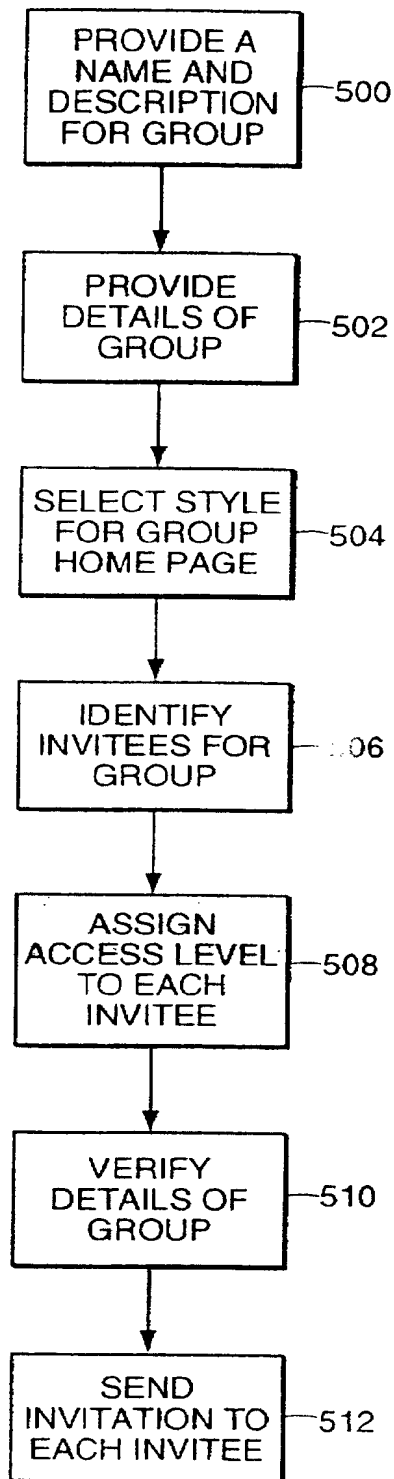 PROVIDE A
NAME AND
DESCRIPTION
FOR GROUP
500
PROVIDE
DETAILS OF
GROUP
502
SELECT STYLE
FOR GROUP
HOME PAGE
504
IDENTIFY
INVITEES FOR
GROUP
ASSIGN
ACCESS LEVEL
TO EACH
INVITEE
508
VERIFY
DETAILS OF
GROUP
510
SEND
INVITATION TO
EACH INVITEE
512